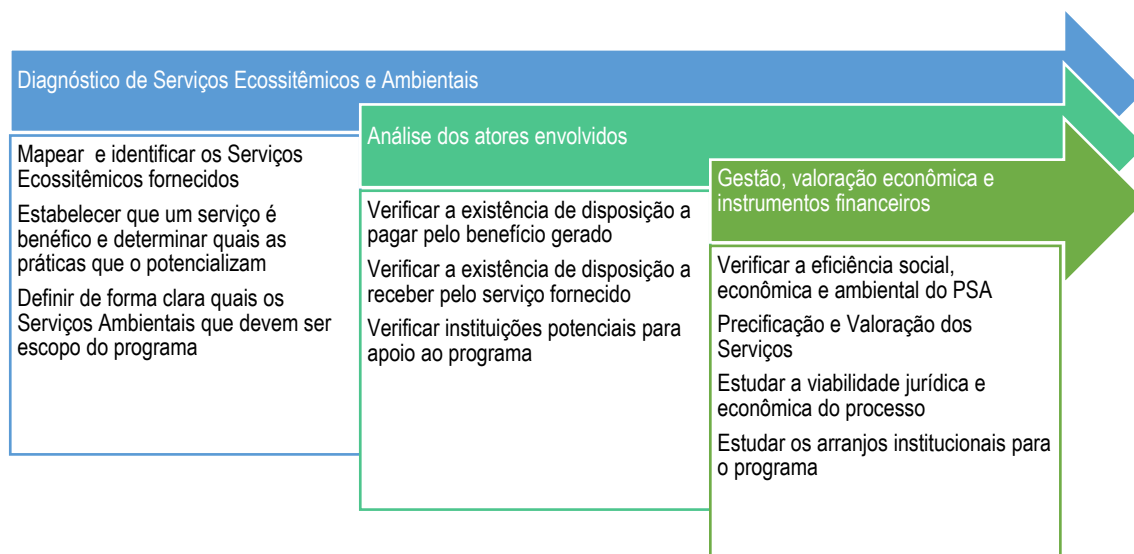 Diagnóstico de Serviços Ecossitêmicos e Ambientais
Mapear e identificar os Serviços
Ecossitêmicos fornecidos
Estabelecer que um serviço é
benéfico e determinar quais as
práticas que o potencializam
Definir de forma clara quais os
Serviços Ambientais que devem ser
escopo do programa
Análise dos atores envolvidos
Verificar a existência de disposição a
pagar pelo benefício gerado
Verificar a existência de disposição a
receber pelo serviço fornecido
Verificar instituições potenciais para
apoio ao programa
Gestão, valoração econômica e
instrumentos financeiros
Verificar a eficiência social,
econômica e ambiental do PSA
Precificação e Valoração dos
Serviços
Estudar a viabilidade jurídica e
econômica do processo
Estudar os arranjos institucionais para
o programa